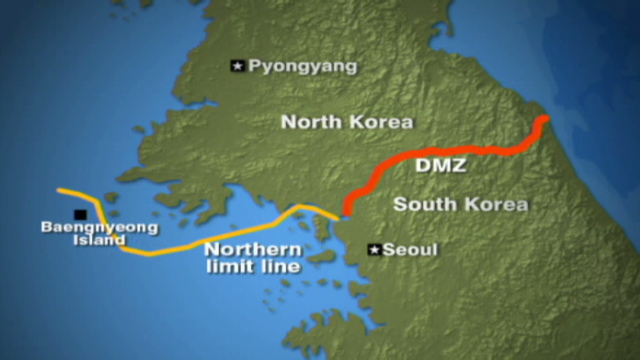 Pyongyang
North Korea
DMZ
South Korea
Baengnyeong
Island
Northern
limit line
Seoul